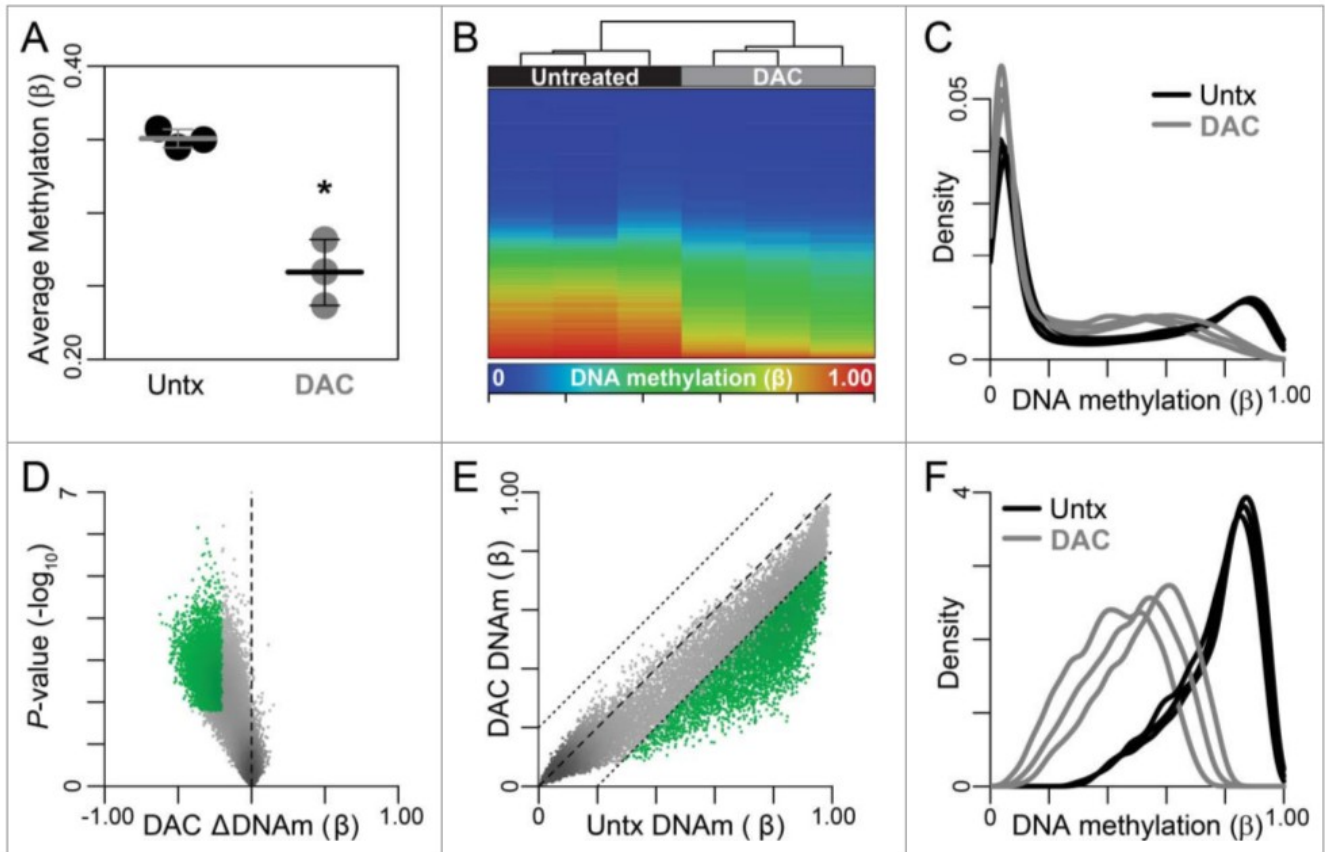 A
Average Methylaton (β)
0.40
0.20
*
Untx
DAC
B
Untreated
DAC
0
DNA methylation (β)
1.00
C
Untx
DAC
Density
0.05
0
0
DNA methylation (β)
1.00
D
P-value (-log10)
7
0
-1.00
DAC ΔDNAm (β)
1.00
E
DAC DNAm (β)
1.00
0
0
Untx DNAm ( β)
1.00
F
Untx
DAC
Density
4
0
0
DNA methylation (β)
1.00